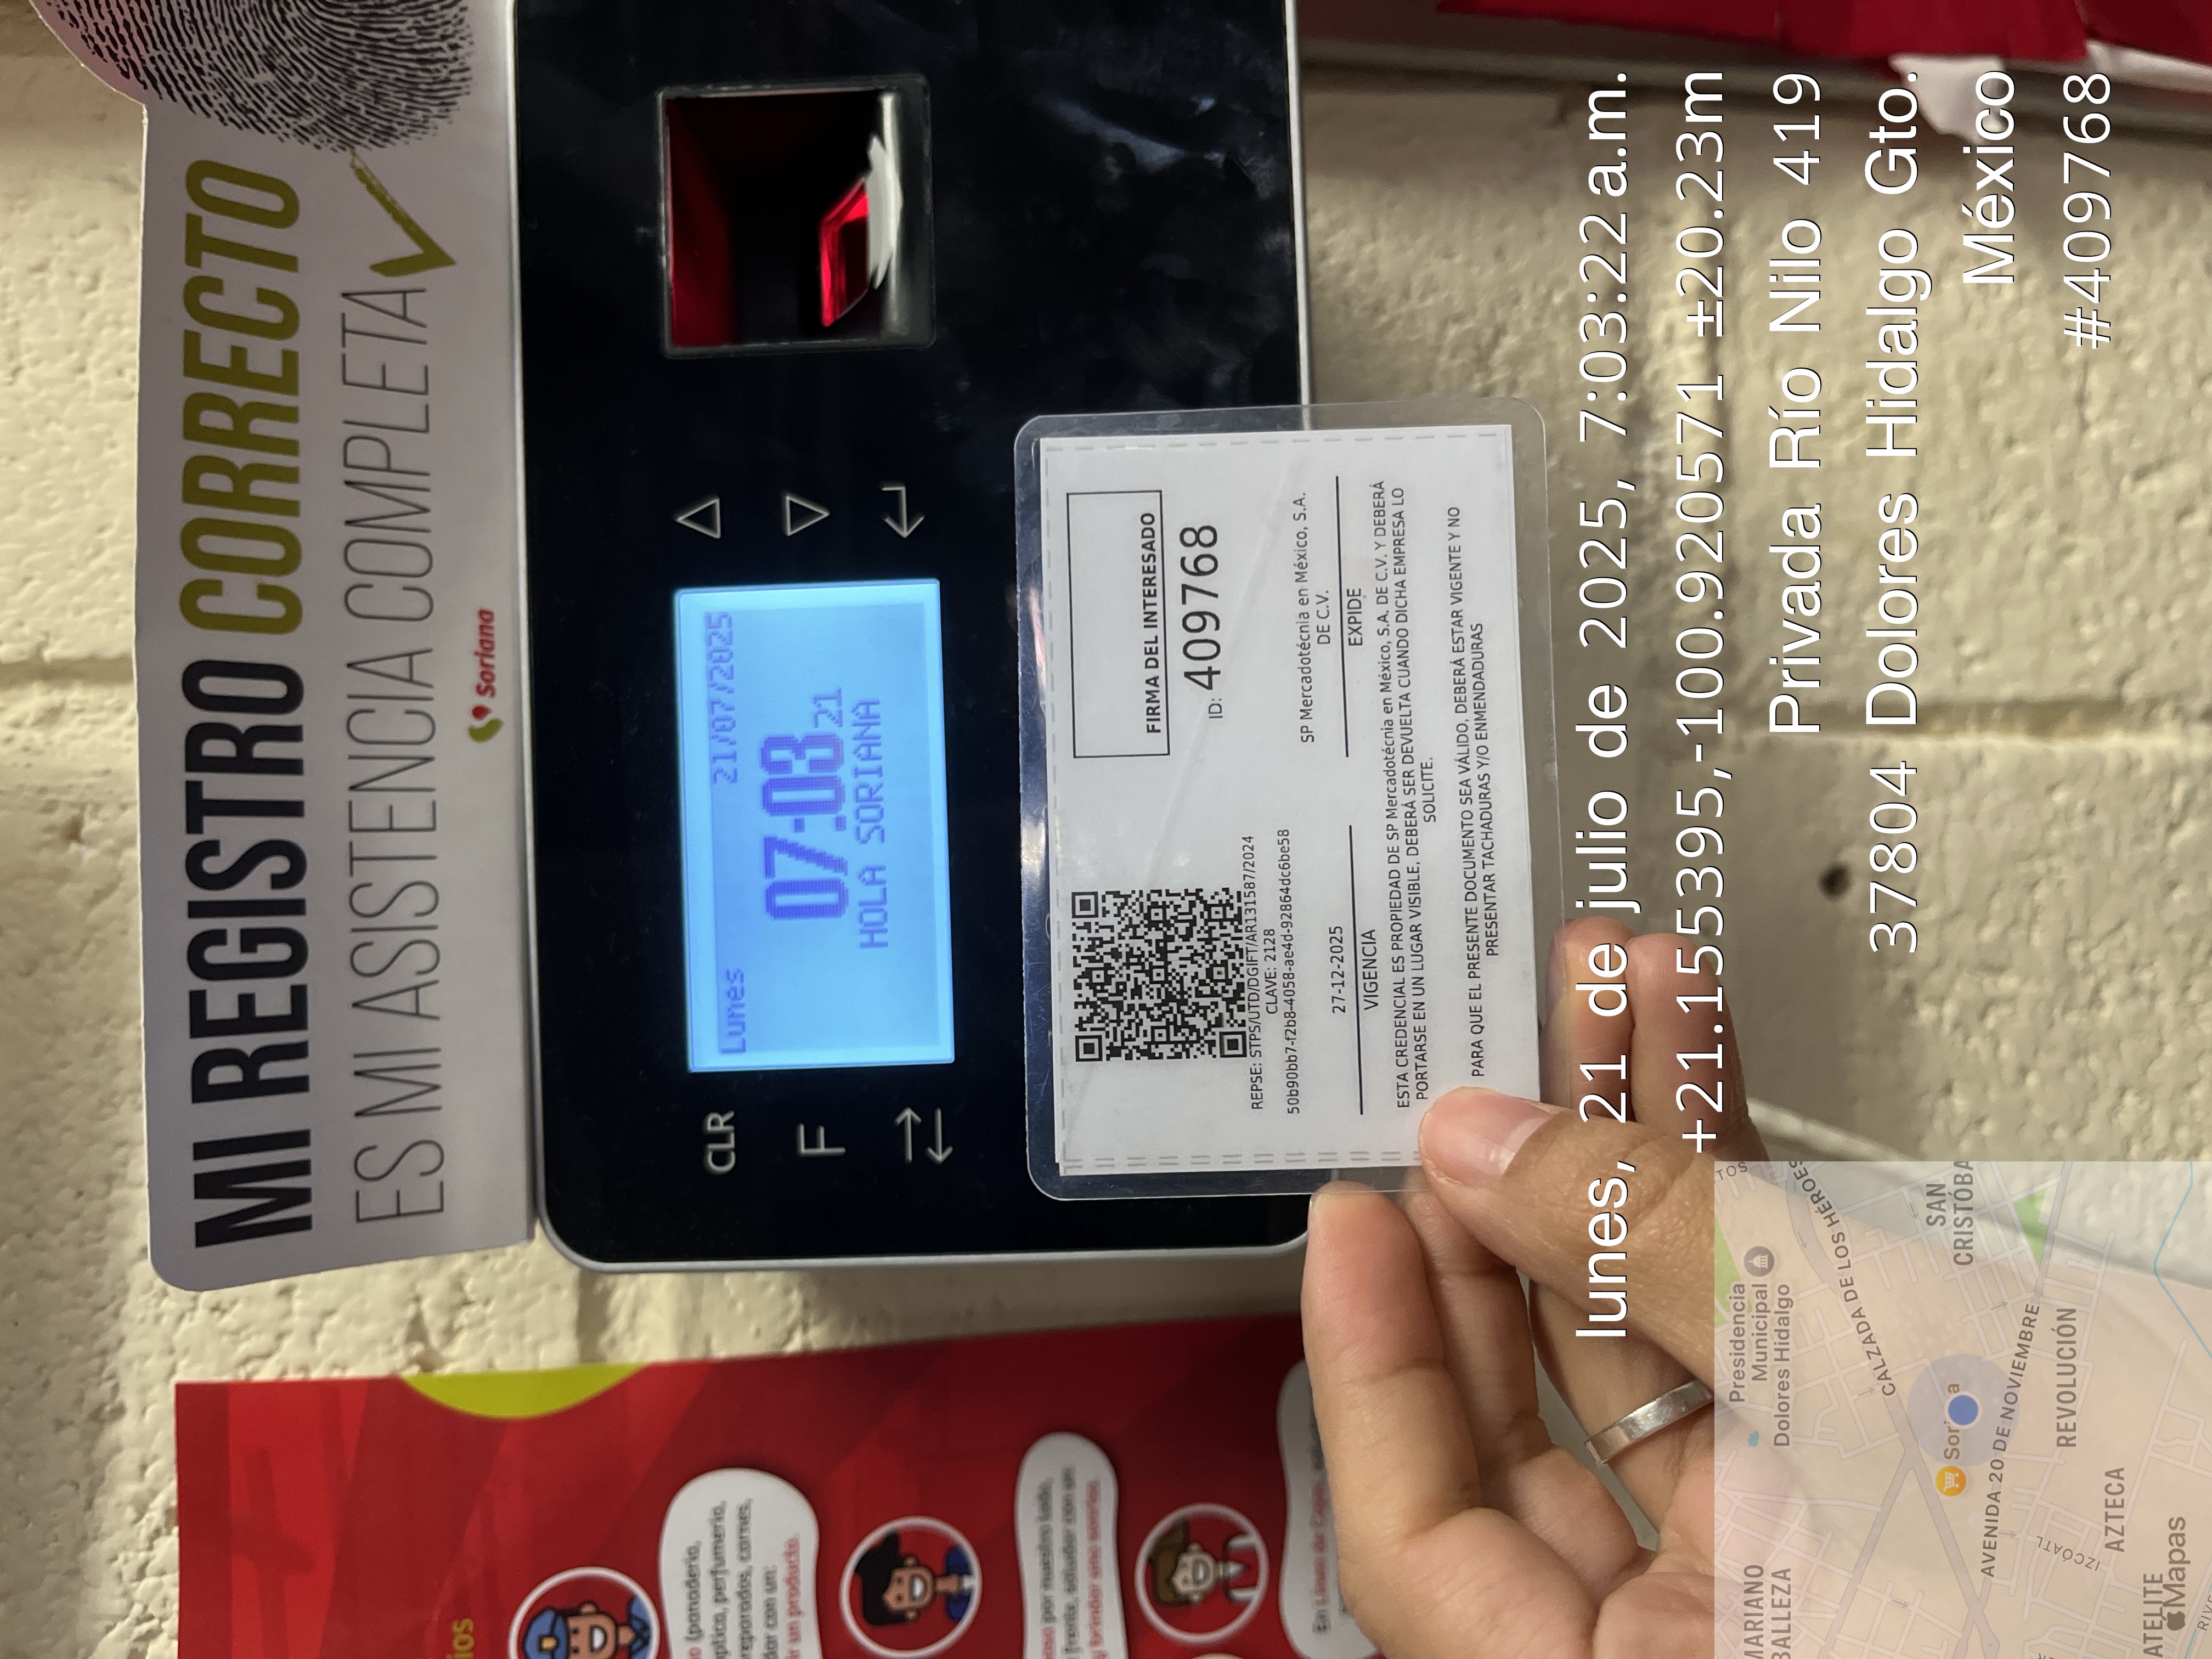 MI REGISTRO CORRECTO
ES MI ASISTENCIA COMPLETA
Soriana
CLR
F
Lunes 21/07/2025
07:03 21
HOLA SORIANA
FIRMA DEL INTERESADO
ID: 409768
REPSE: STPS/UTD/DGIFT/AR131587/2024
CLAVE: 2128
50b90bb7-f2b8-4058-ae4d-92864dc6be58
27-12-2025
VIGENCIA
SP Mercadotécnia en México, S.A.
DE C.V.
EXPIDE
ESTA CREDENCIAL ES PROPIEDAD DE SP Mercadotécnia en México, S.A. DE C.V. Y DEBERÁ
PORTARSE EN UN LUGAR VISIBLE, DEBERÁ SER DEVUELTA CUANDO DICHA EMPRESA LO
SOLICITE.
PARA QUE EL PRESENTE DOCUMENTO SEA VÁLIDO, DEBERÁ ESTAR VIGENTE Y NO
PRESENTAR TACHADURAS Y/O ENMENDADURAS
lunes, 21 de julio de 2025, 7:03:22 a.m.
+21.155395,-100.920571 ±20.23m
Privada Río Nilo 419
37804 Dolores Hidalgo Gto.
México
#409768
Presidencia
Municipal
Dolores Hidalgo
CALZADA DE LOS HÉROES
SAN
CRISTÓBA
Sor a
AVENIDA 20 DE NOVIEMBRE
REVOLUCIÓN
MARIANO
BALLEZA
IZCÓATL
AZTECA
ATÉLITE
Mapas